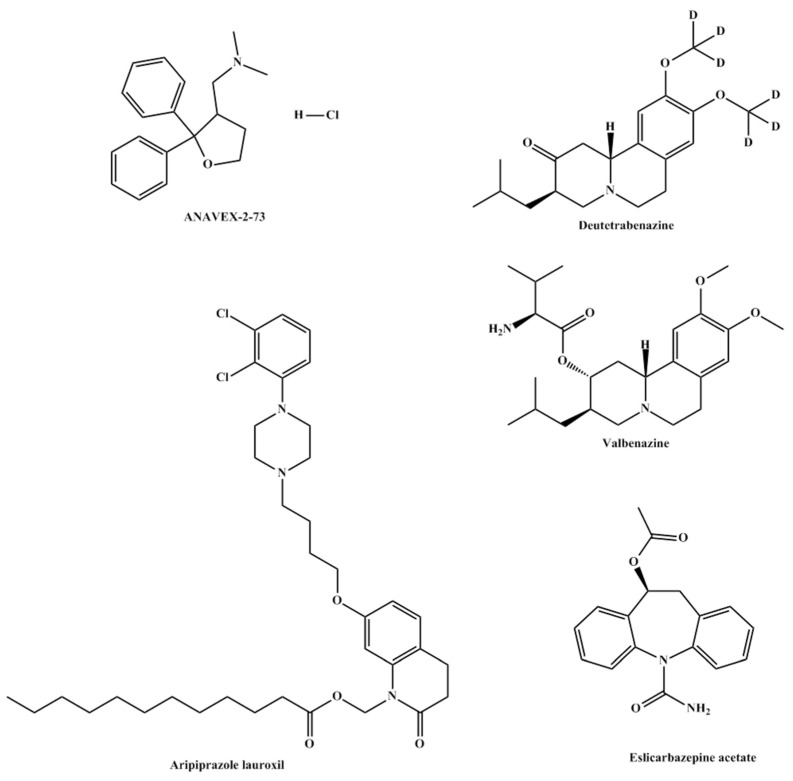 N
H Cl
O
ANAVEX-2-73
D
D
O D
O D
D
D
H
O
N
Deutetrabenazine
O
O
H₂N
O
O
H
N
Valbenazine
Cl
Cl
N
N
O
O
N
O
O
Aripiprazole lauroxil
O
O
N
O NH₂
Eslicarbazepine acetate